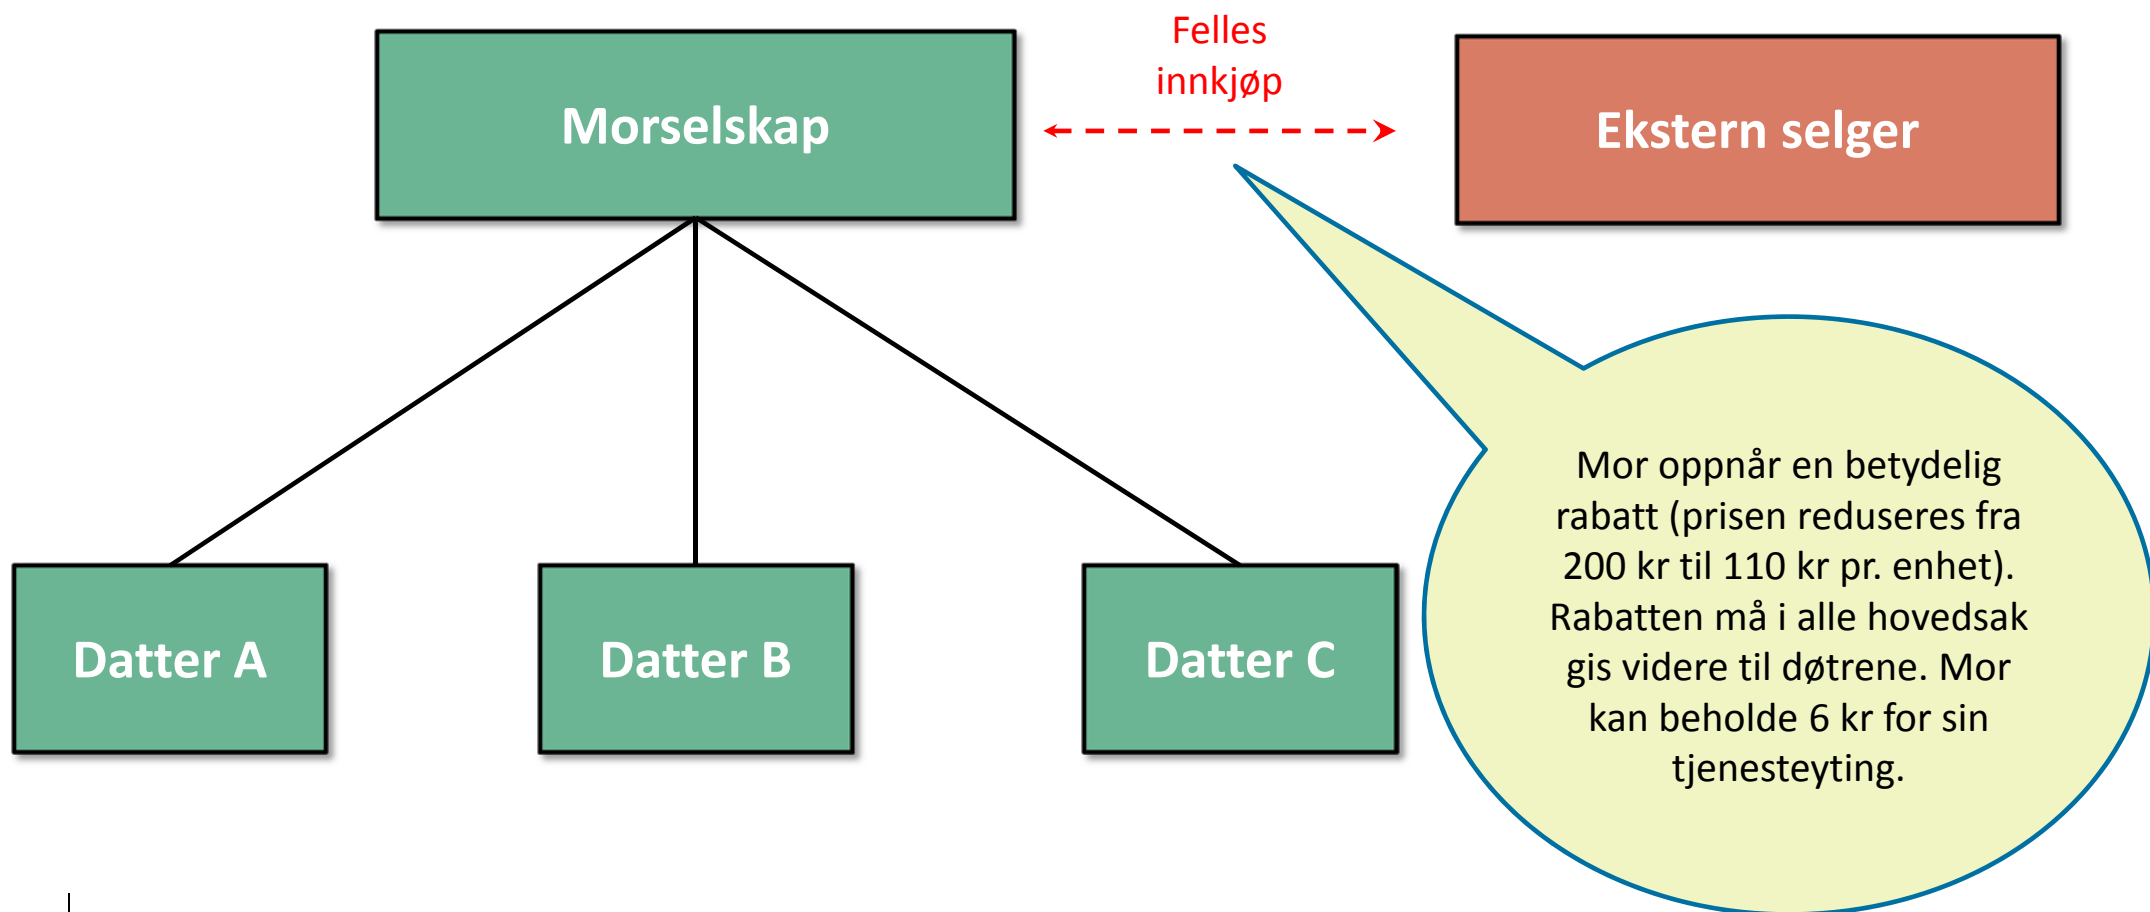 Felles
innkjøp
Morselskap
Ekstern selger
Mor oppnår en betydelig
rabatt (prisen reduseres fra
200 kr til 110 kr pr. enhet).
Rabatten må i alle hovedsak
gis videre til døtrene. Mor
kan beholde 6 kr for sin
tjenesteyting.
Datter A
Datter B
Datter C